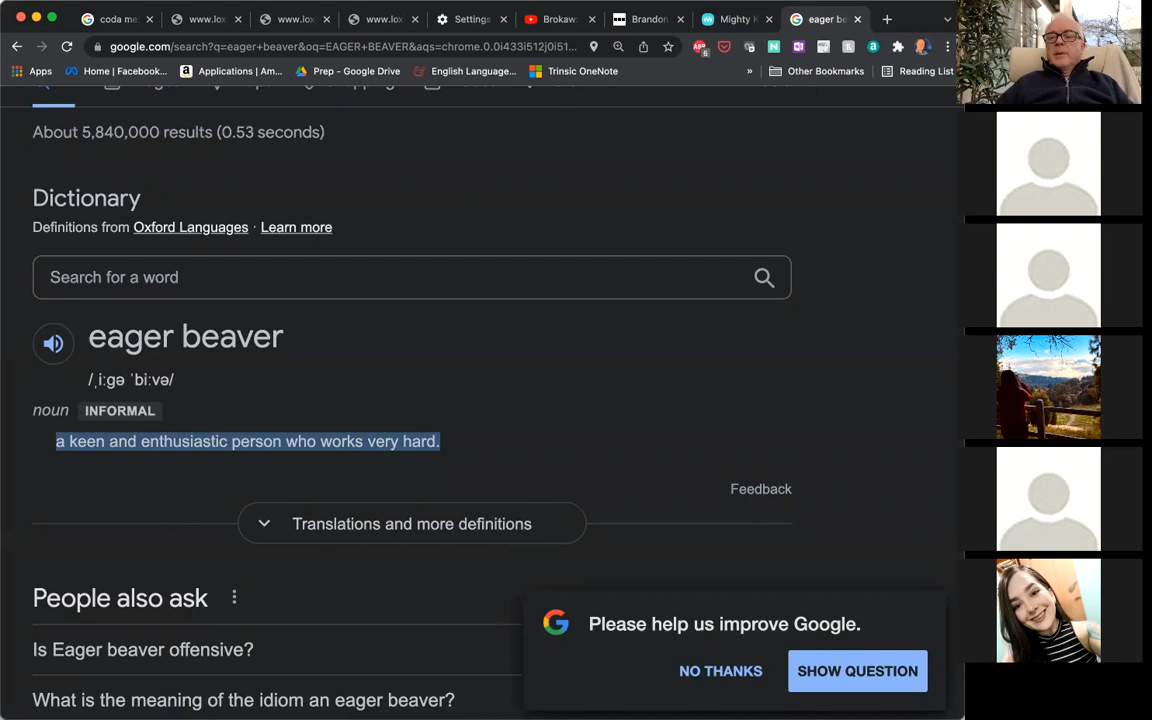 coda me
www.lox
www.lox
www.lox
Settings
Brokaw
Brandon
Mighty K
eager be
google.com/search?q=eager+beaver&oq=EAGER+BEAVER&aqs=chrome.0.0i433i512j0i51...
Apps
Home | Facebook...
Applications | Am...
Prep - Google Drive
English Language...
Trinsic OneNote
»
Other Bookmarks
Reading List
About 5,840,000 results (0.53 seconds)
Dictionary
Definitions from Oxford Languages · Learn more
Search for a word
eager beaver
/ˌiːɡə ˈbiːvə/
noun INFORMAL
a keen and enthusiastic person who works very hard.
Feedback
Translations and more definitions
People also ask
Is Eager beaver offensive?
What is the meaning of the idiom an eager beaver?
Please help us improve Google.
NO THANKS
SHOW QUESTION